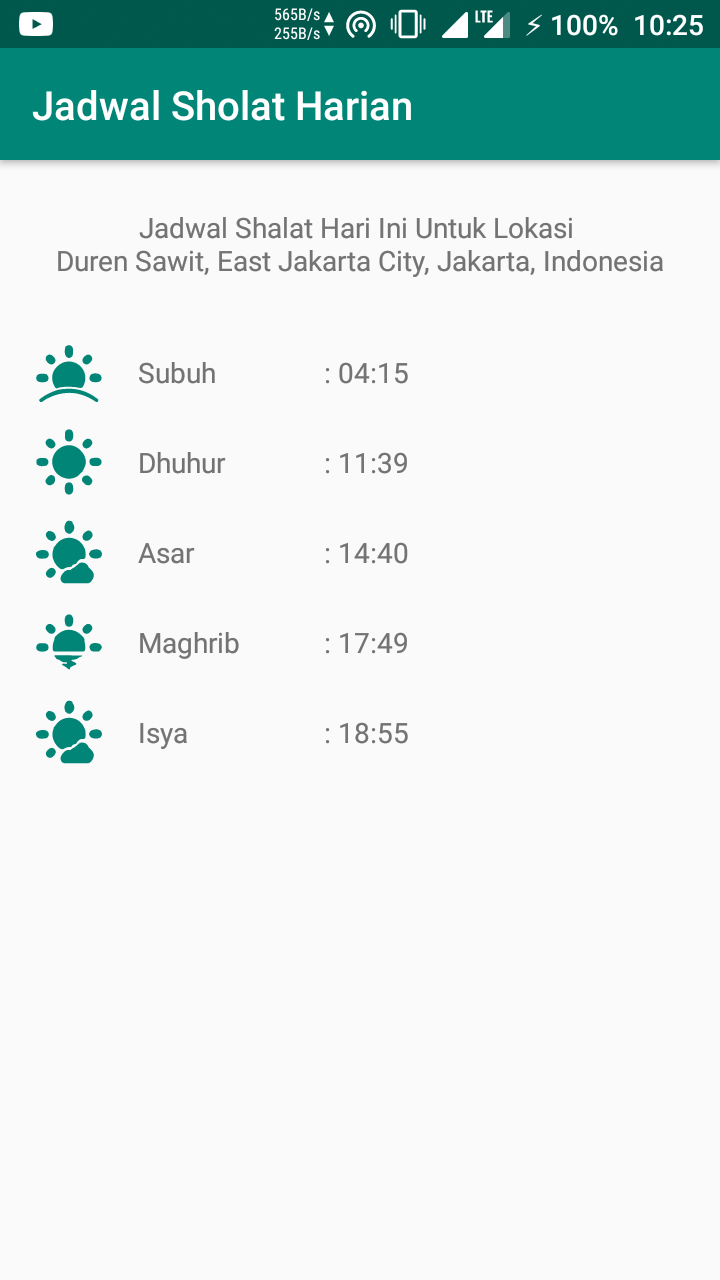 565B/s
255B/s
LTE
100% 10:25
Jadwal Sholat Harian
Jadwal Shalat Hari Ini Untuk Lokasi
Duren Sawit, East Jakarta City, Jakarta, Indonesia
Subuh : 04:15
Dhuhur : 11:39
Asar : 14:40
Maghrib : 17:49
Isya : 18:55